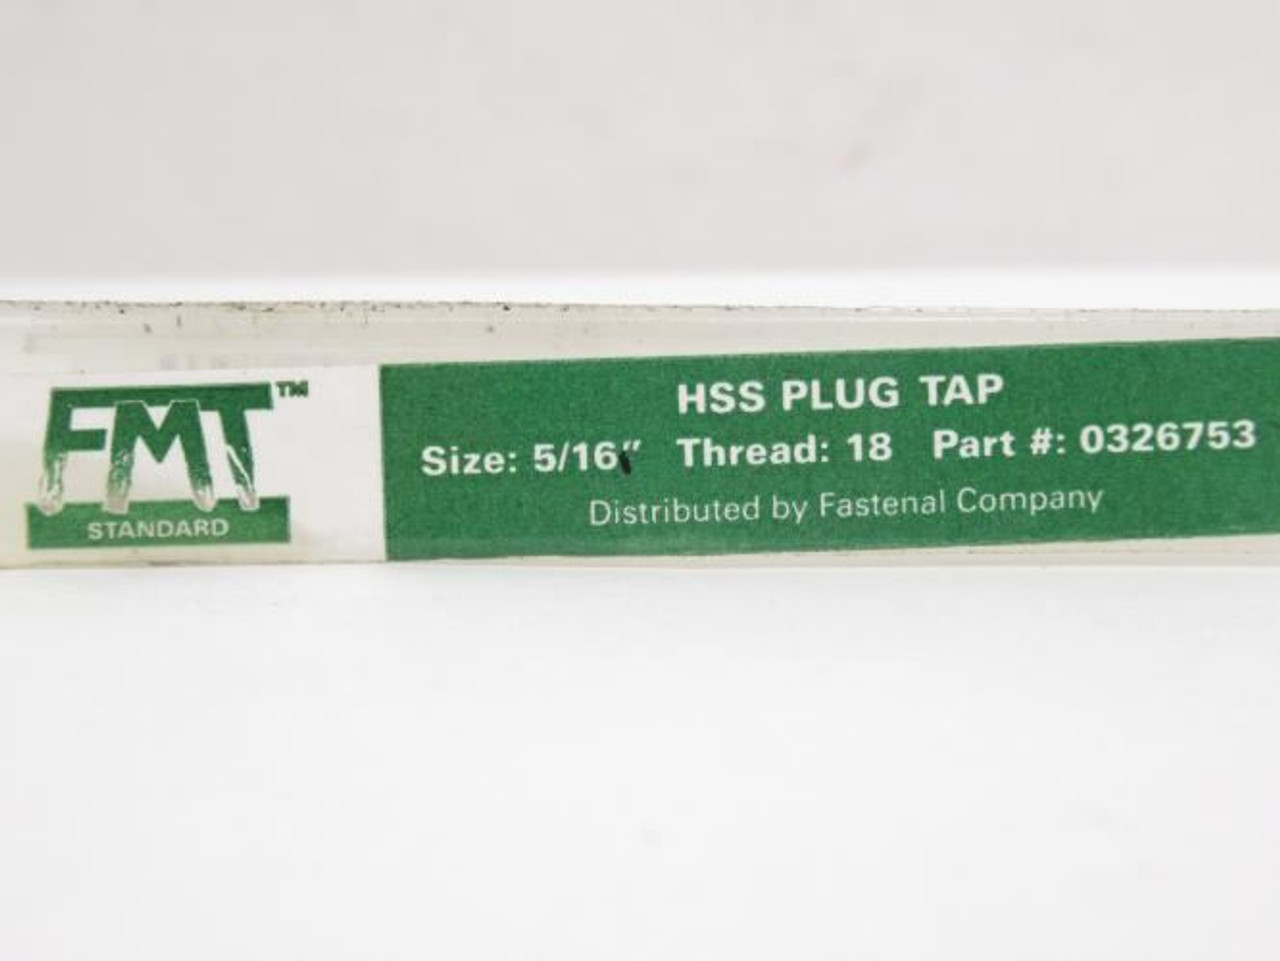 FMT™
STANDARD
HSS PLUG TAP
Size: 5/16" Thread: 18 Part #: 0326753
Distributed by Fastenal Company